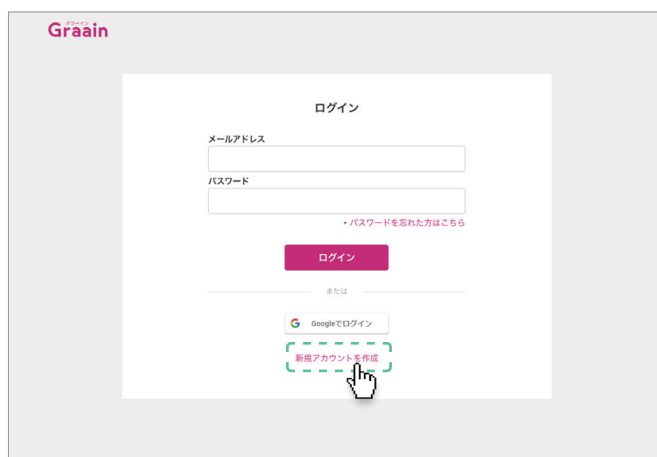 グラーイン
Graain
ログイン
メールアドレス
パスワード
・パスワードを忘れた方はこちら
ログイン
または
Googleでログイン
新規アカウントを作成